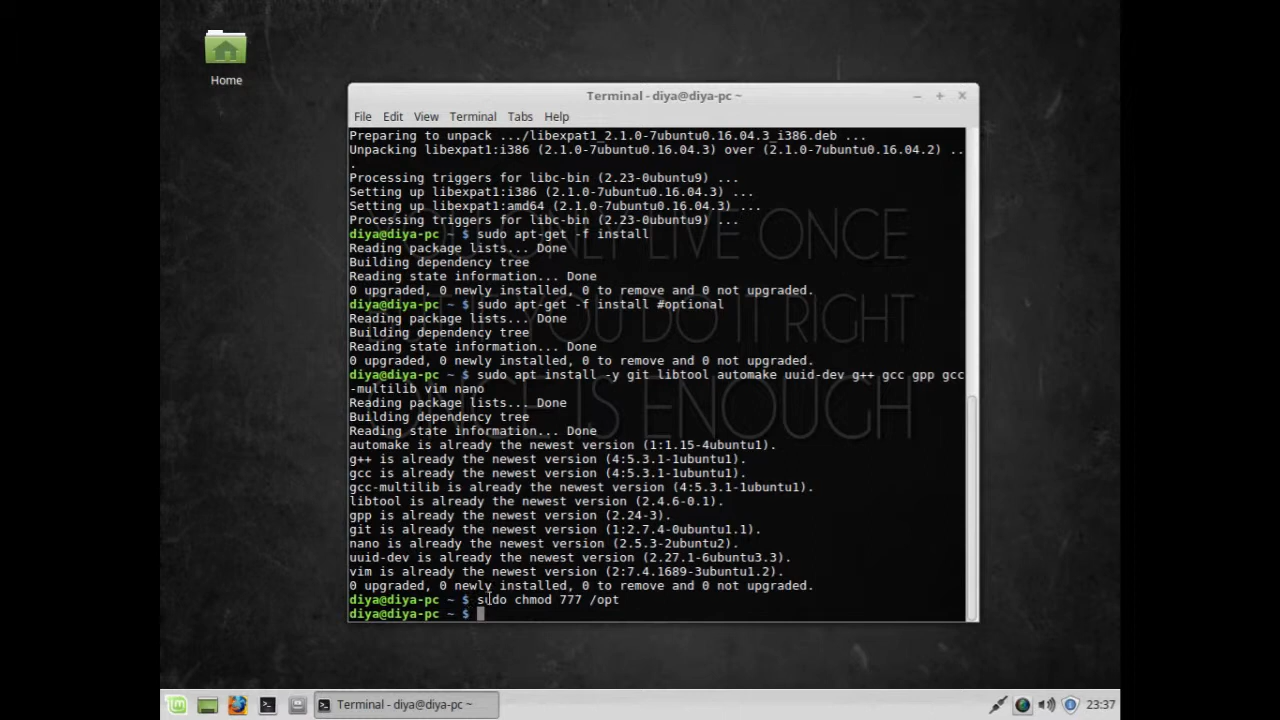 Home
Terminal - diya@diya-pc ~
File Edit View Terminal Tabs Help
Preparing to unpack .../libexpat1_2.1.0-7ubuntu0.16.04.3_i386.deb ...
Unpacking libexpat1:i386 (2.1.0-7ubuntu0.16.04.3) over (2.1.0-7ubuntu0.16.04.2) ..
.
Processing triggers for libc-bin (2.23-0ubuntu9) ...
Setting up libexpat1:i386 (2.1.0-7ubuntu0.16.04.3) ...
Setting up libexpat1:amd64 (2.1.0-7ubuntu0.16.04.3) ...
Processing triggers for libc-bin (2.23-0ubuntu9) ...
diya@diya-pc ~ $ sudo apt-get -f install
Reading package lists... Done
Building dependency tree
Reading state information... Done
0 upgraded, 0 newly installed, 0 to remove and 0 not upgraded.
diya@diya-pc ~ $ sudo apt-get -f install #optional
Reading package lists... Done
Building dependency tree
Reading state information... Done
0 upgraded, 0 newly installed, 0 to remove and 0 not upgraded.
diya@diya-pc ~ $ sudo apt install -y git libtool automake uuid-dev g++ gcc gpp gcc
-multilib vim nano
Reading package lists... Done
Building dependency tree
Reading state information... Done
automake is already the newest version (1:1.15-4ubuntu1).
g++ is already the newest version (4:5.3.1-1ubuntu1).
gcc is already the newest version (4:5.3.1-1ubuntu1).
gcc-multilib is already the newest version (4:5.3.1-1ubuntu1).
libtool is already the newest version (2.4.6-0.1).
gpp is already the newest version (2.24-3).
git is already the newest version (1:2.7.4-0ubuntu1.1).
nano is already the newest version (2.5.3-2ubuntu2).
uuid-dev is already the newest version (2.27.1-6ubuntu3.3).
vim is already the newest version (2:7.4.1689-3ubuntu1.2).
0 upgraded, 0 newly installed, 0 to remove and 0 not upgraded.
diya@diya-pc ~ $ sudo chmod 777 /opt
diya@diya-pc ~ $
LIVE ONCE
YOU DO IT RIGHT
ONCE IS ENOUGH
Terminal - diya@diya-pc ~
23:37